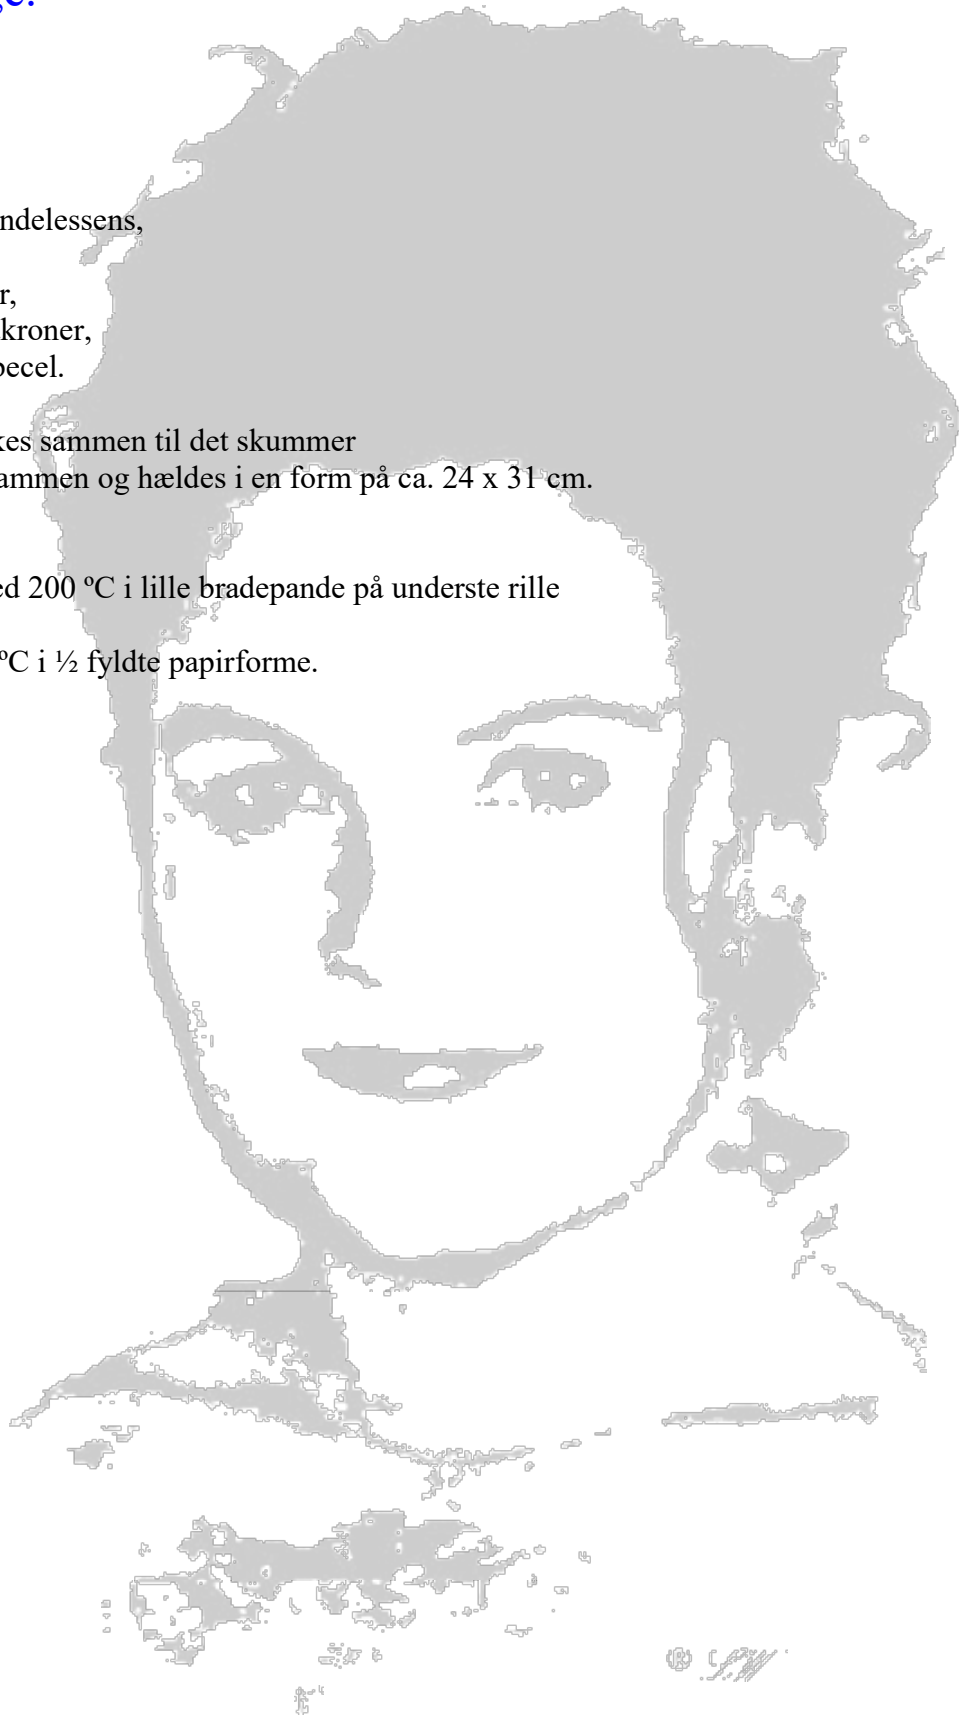 ge.
ndelessens,
r,
kroner,
becel.
kes sammen til det skummer
ammen og hældes i en form på ca. 24 x 31 cm.
ed 200 ºC i lille bradepande på underste rille
ºC i ½ fyldte papirforme.
®